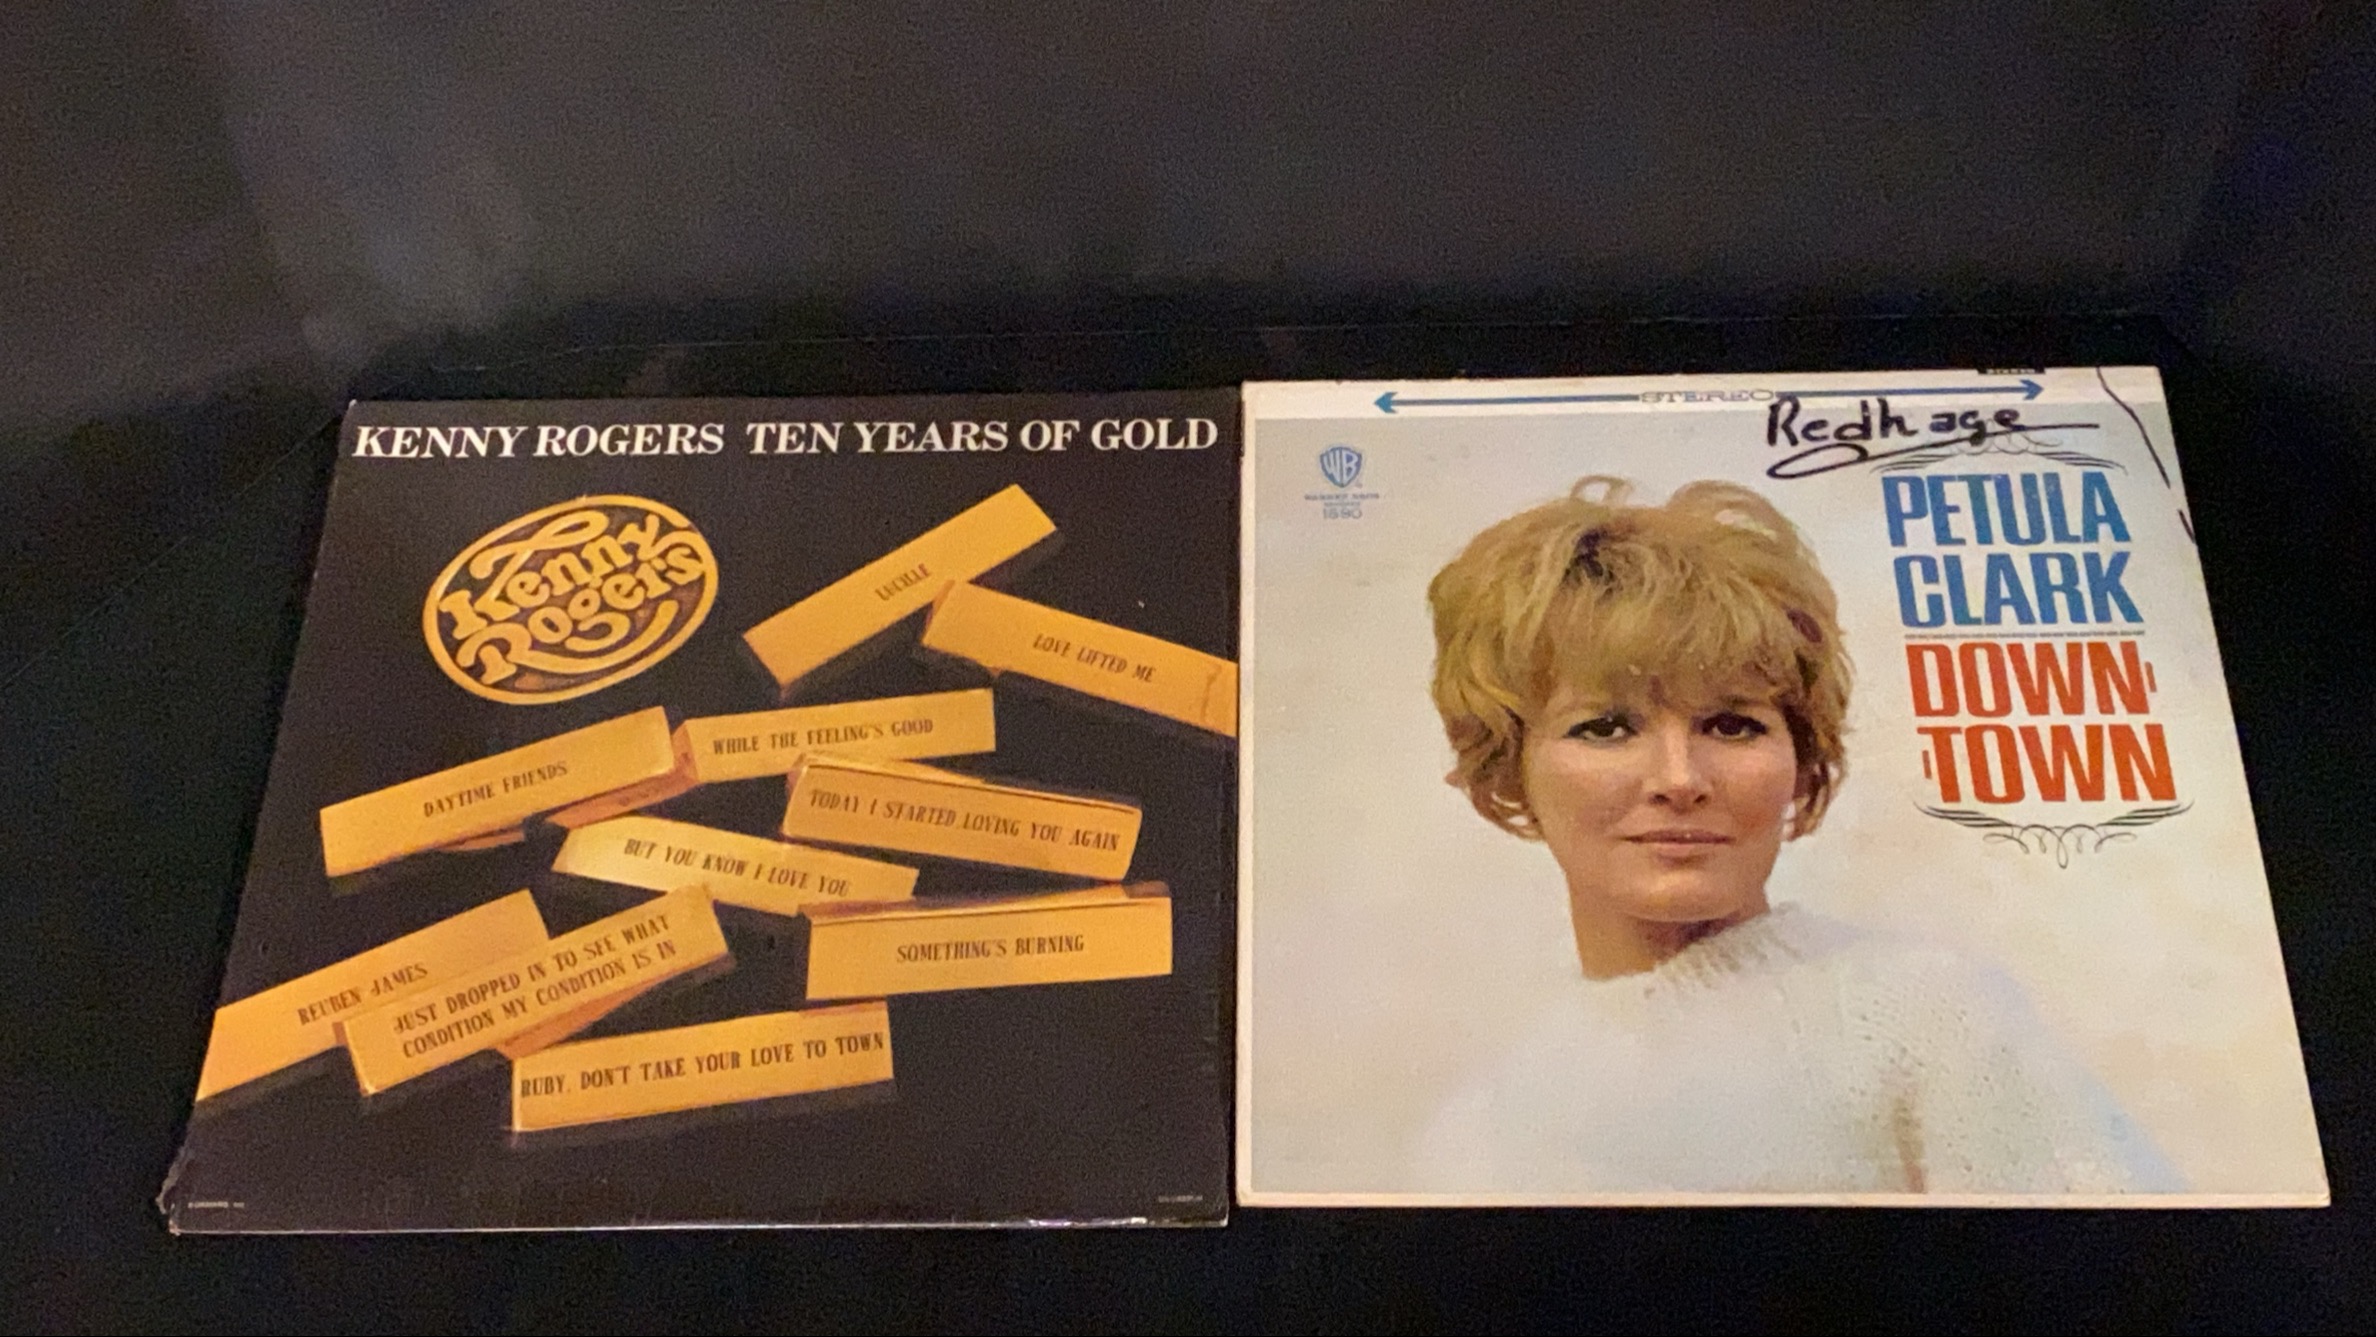 KENNY ROGERS TEN YEARS OF GOLD
Kenny
Rogers
LUCILLE
LOVE LIFTED ME
WHILE THE FEELING'S GOOD
DAYTIME FRIENDS
TODAY I STARTED LOVING YOU AGAIN
BUT YOU KNOW I LOVE YOU
REUBEN JAMES
JUST DROPPED IN TO SEE WHAT
CONDITION MY CONDITION IS IN
SOMETHING'S BURNING
RUBY, DON'T TAKE YOUR LOVE TO TOWN
STEREO
Redhage
WB
1590
PETULA
CLARK
DOWN-
-TOWN